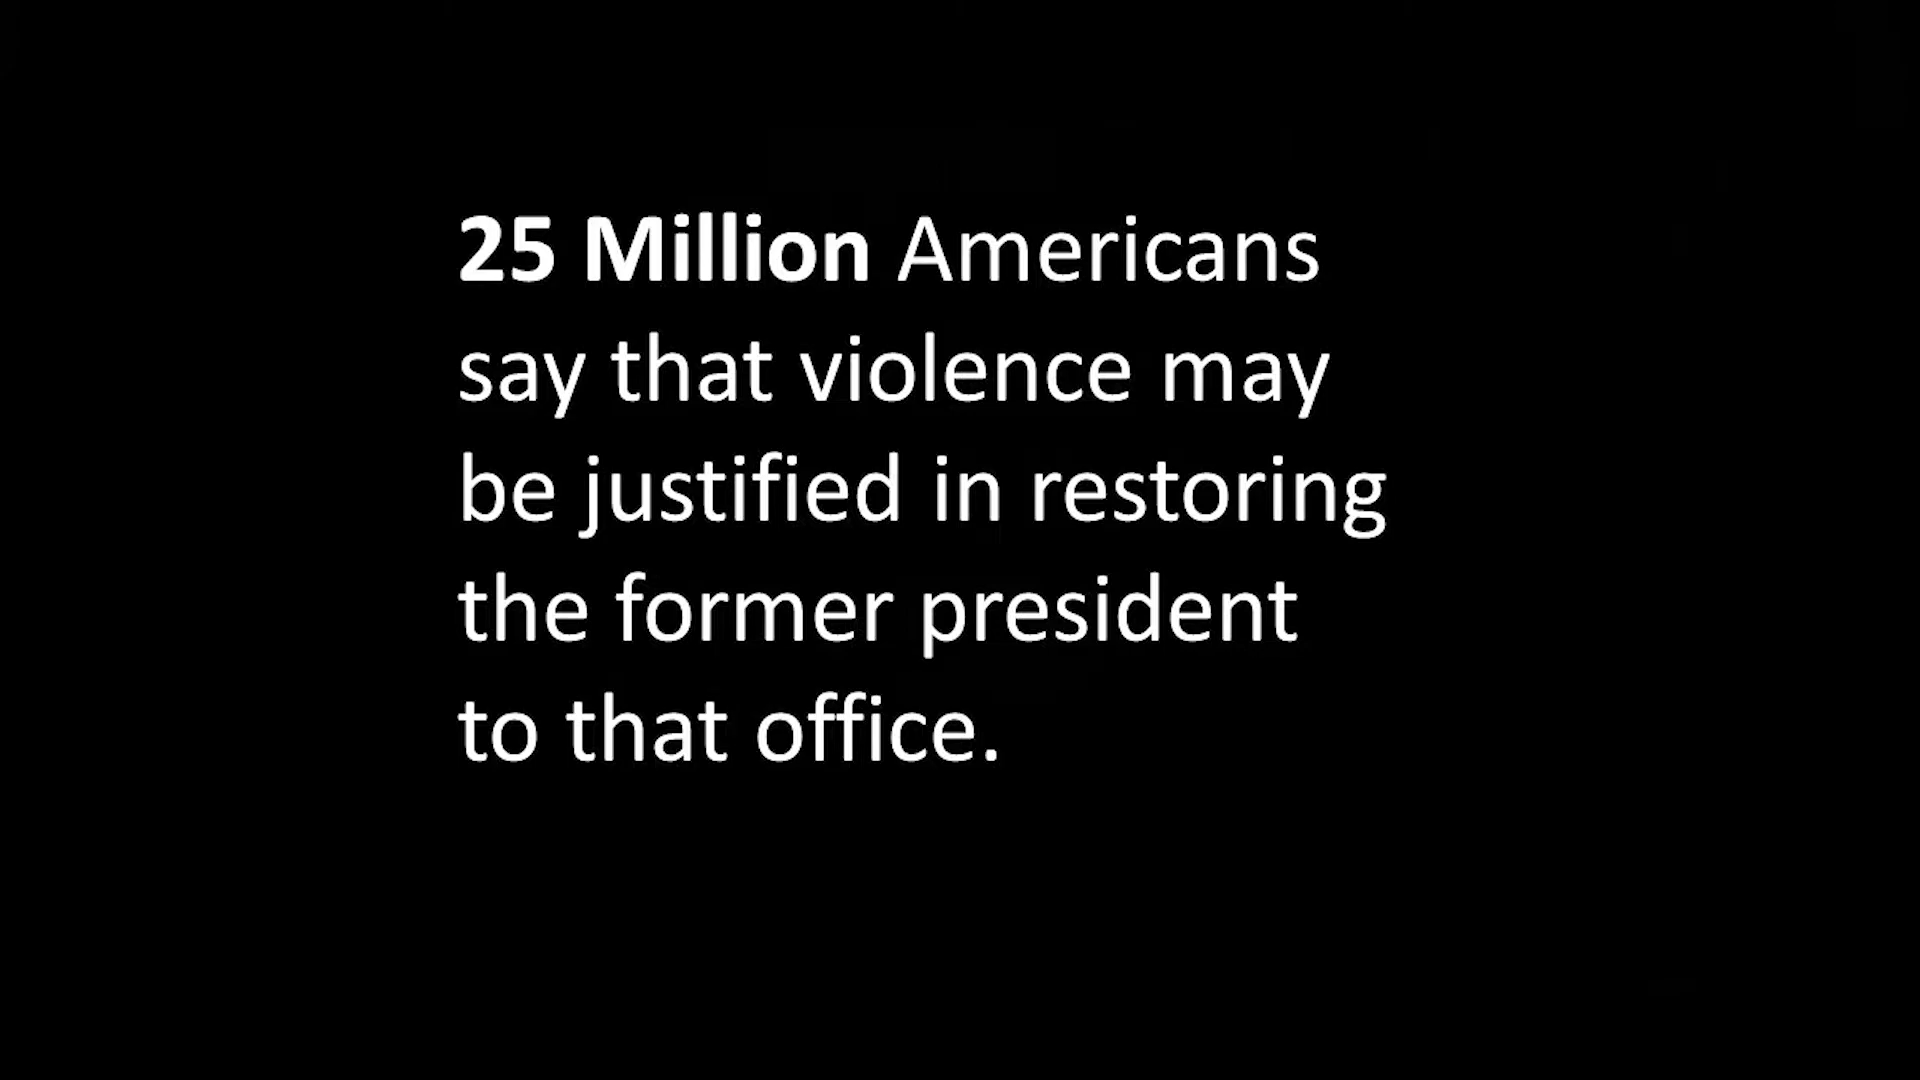 25 Million Americans
say that violence may
be justified in restoring
the former president
to that office.